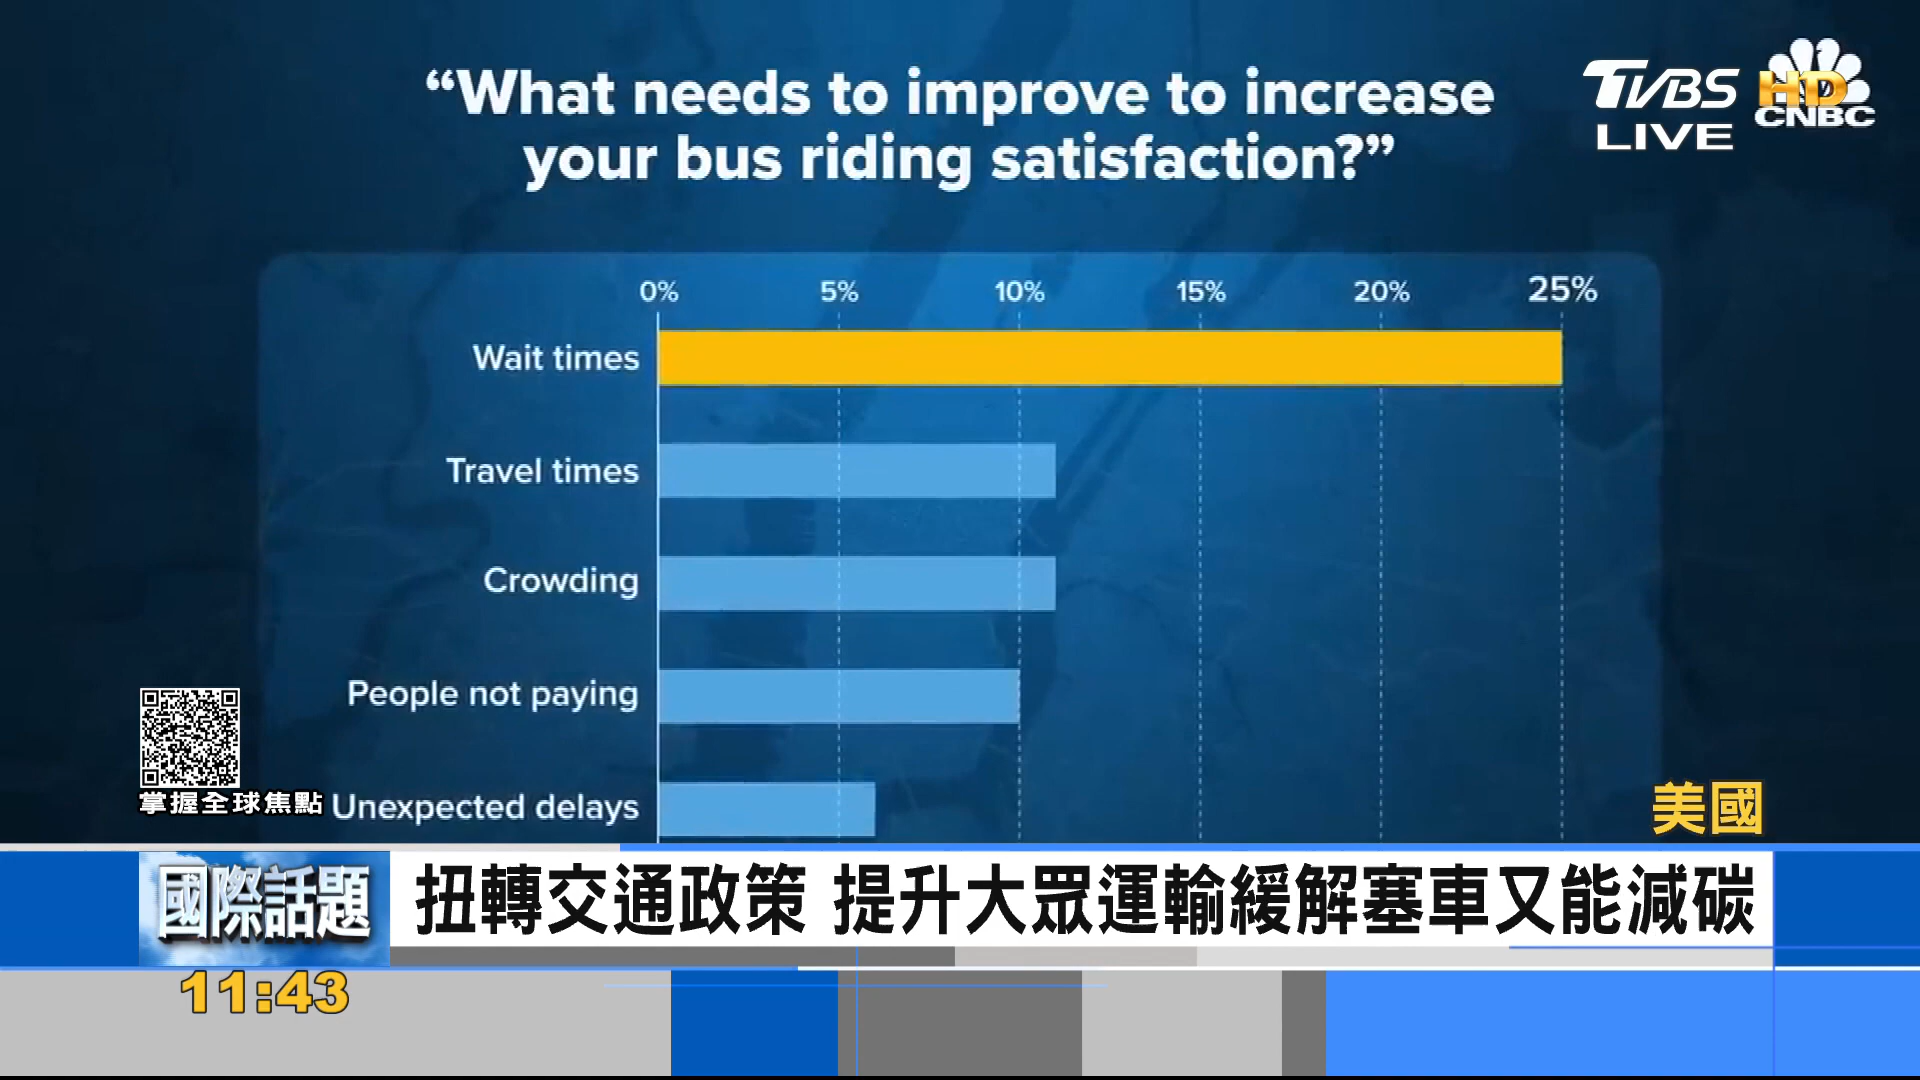 “What needs to improve to increase
your bus riding satisfaction?”
TVBS HD
LIVE
CNBC
0% 5% 10% 15% 20% 25%
Wait times
Travel times
Crowding
People not paying
Unexpected delays
掌握全球焦點
美國
國際話題
扭轉交通政策 提升大眾運輸緩解塞車又能減碳
11:43